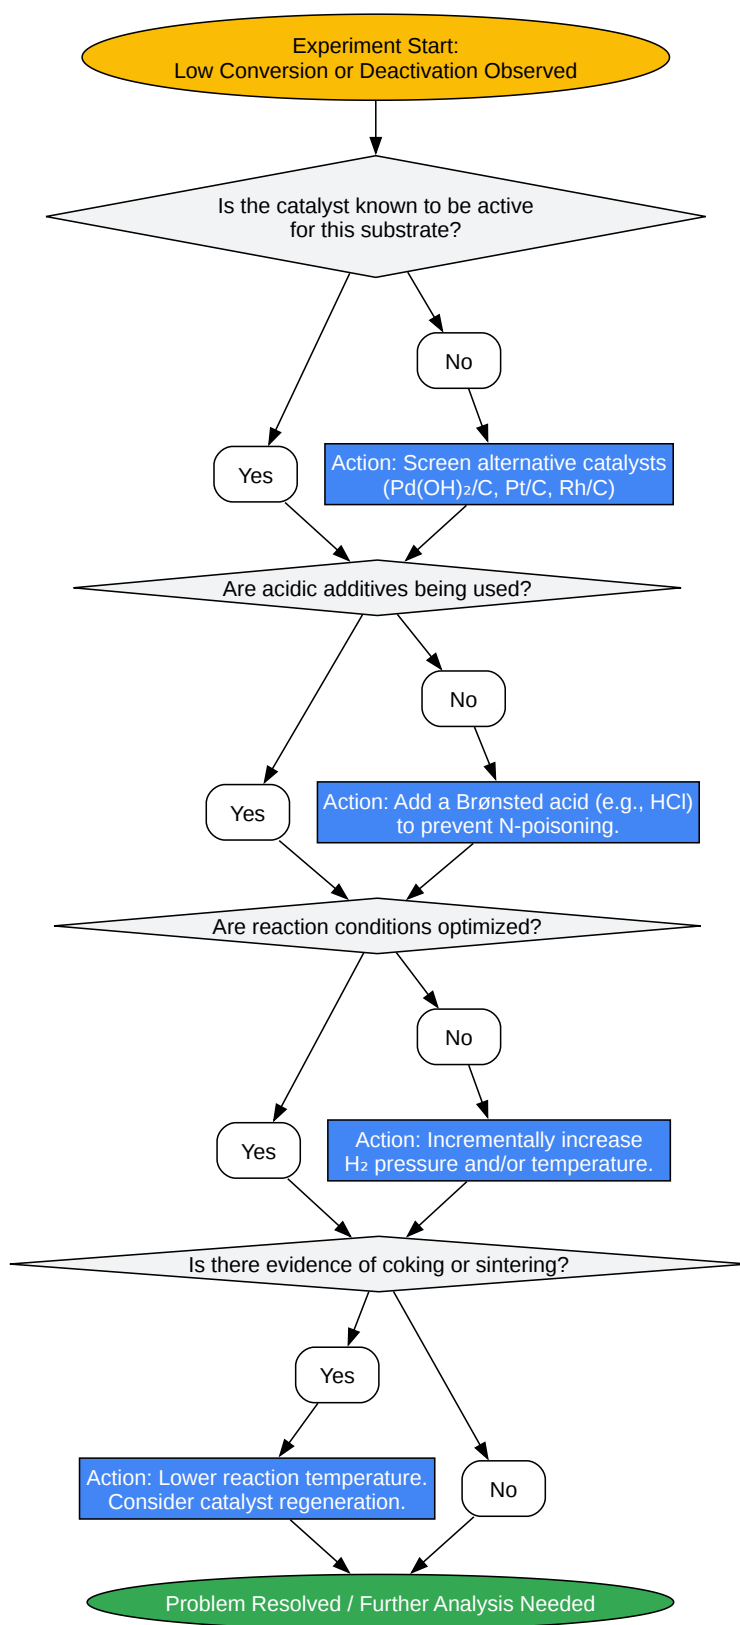 Experiment Start:
Low Conversion or Deactivation Observed
Is the catalyst known to be active
for this substrate?
No
Yes
Action: Screen alternative catalysts
(Pd(OH)₂/C, Pt/C, Rh/C)
Are acidic additives being used?
No
Yes
Action: Add a Brønsted acid (e.g., HCl)
to prevent N-poisoning.
Are reaction conditions optimized?
No
Yes
Action: Incrementally increase
H₂ pressure and/or temperature.
Is there evidence of coking or sintering?
Yes
Action: Lower reaction temperature.
Consider catalyst regeneration.
No
Problem Resolved / Further Analysis Needed